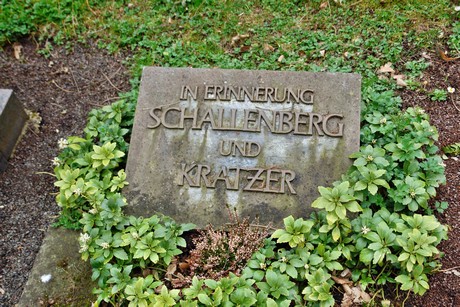 IN ERINNERUNG
SCHALLENBERG
UND
KRATZER